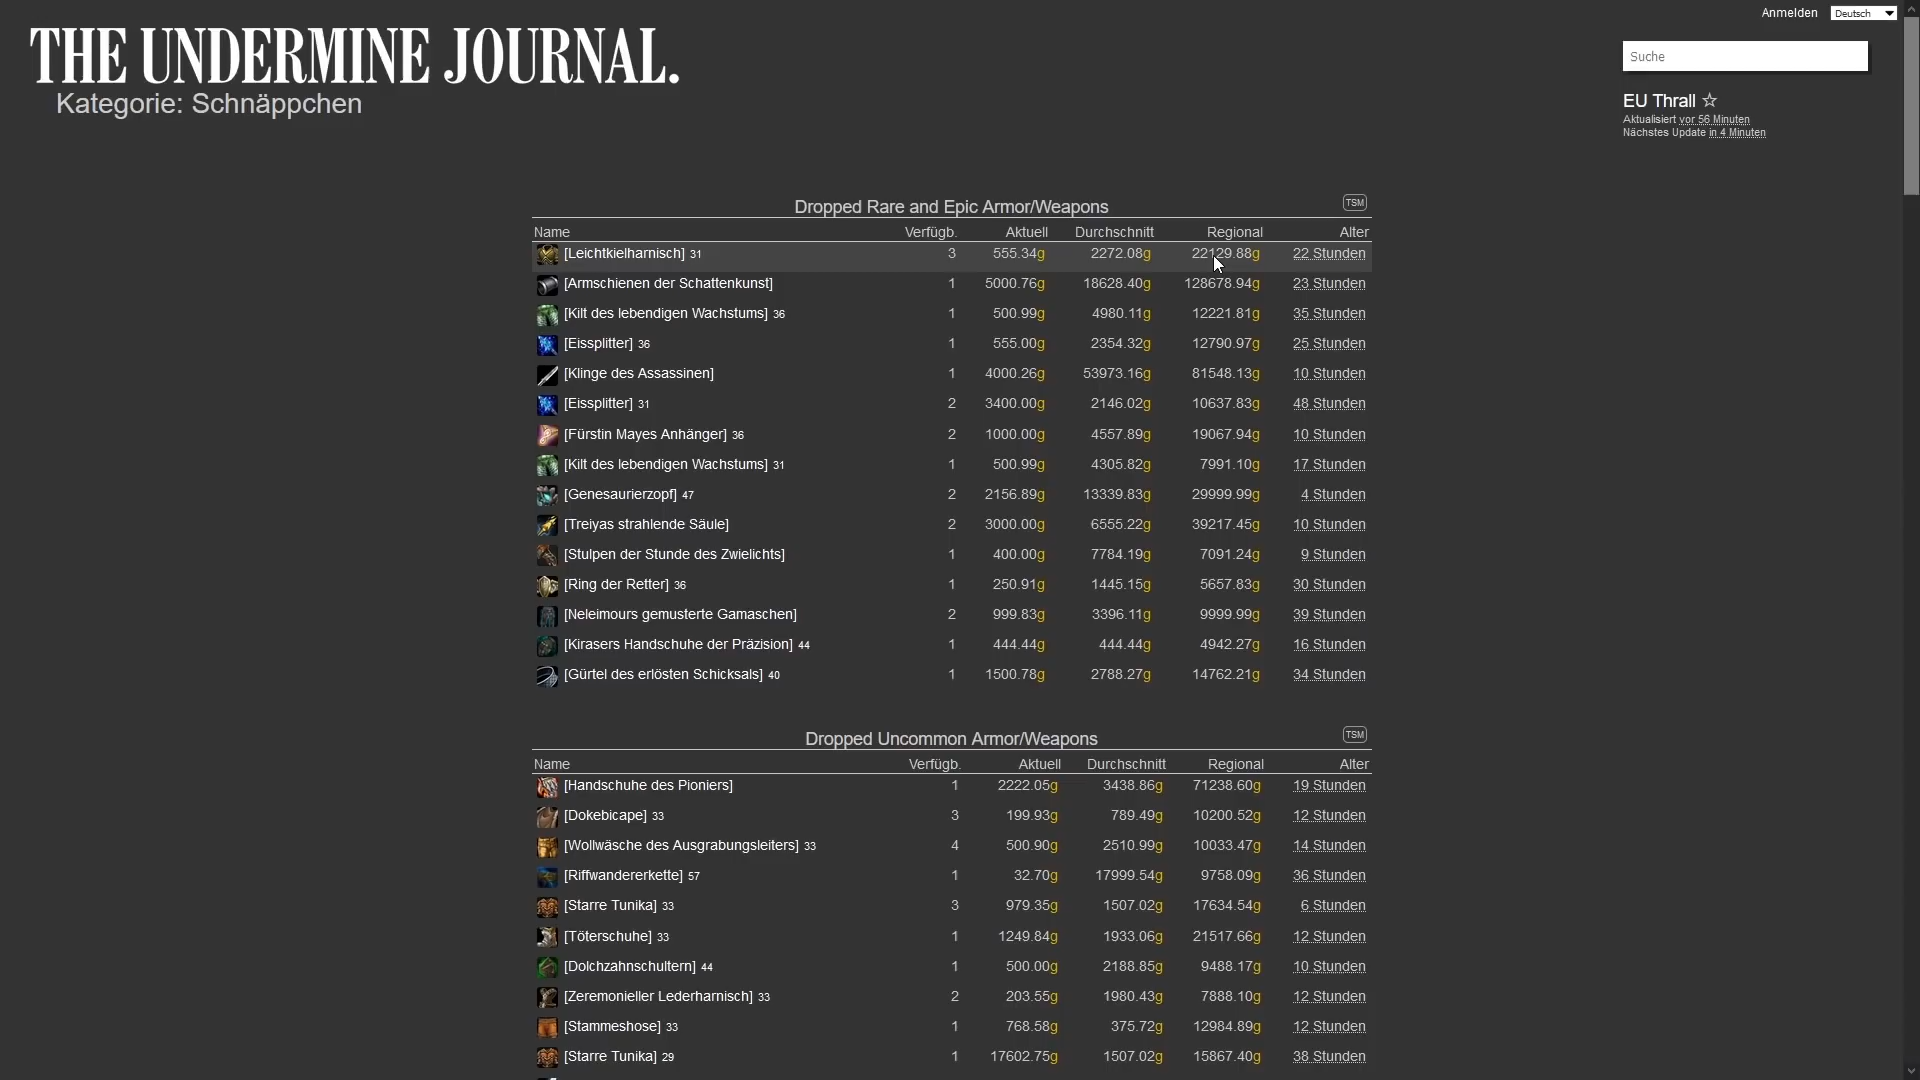 Anmelden Deutsch
THE UNDERMINE JOURNAL.
Kategorie: Schnäppchen
Suche
EU Thrall ☆
Aktualisiert vor 56 Minuten
Nächstes Update in 4 Minuten
Dropped Rare and Epic Armor/Weapons TSM
Name Verfügb. Aktuell Durchschnitt Regional Alter
[Leichtkielharnisch] 31 3 555.34g 2272.08g 22129.88g 22 Stunden
[Armschienen der Schattenkunst] 1 5000.76g 18628.40g 128678.94g 23 Stunden
[Kilt des lebendigen Wachstums] 36 1 500.99g 4980.11g 12221.81g 35 Stunden
[Eissplitter] 36 1 555.00g 2354.32g 12790.97g 25 Stunden
[Klinge des Assassinen] 1 4000.26g 53973.16g 81548.13g 10 Stunden
[Eissplitter] 31 2 3400.00g 2146.02g 10637.83g 48 Stunden
[Fürstin Mayes Anhänger] 36 2 1000.00g 4557.89g 19067.94g 10 Stunden
[Kilt des lebendigen Wachstums] 31 1 500.99g 4305.82g 7991.10g 17 Stunden
[Genesaurierzopf] 47 2 2156.89g 13339.83g 29999.99g 4 Stunden
[Treiyas strahlende Säule] 2 3000.00g 6555.22g 39217.45g 10 Stunden
[Stulpen der Stunde des Zwielichts] 1 400.00g 7784.19g 7091.24g 9 Stunden
[Ring der Retter] 36 1 250.91g 1445.15g 5657.83g 30 Stunden
[Neleimours gemusterte Gamaschen] 2 999.83g 3396.11g 9999.99g 39 Stunden
[Kirasers Handschuhe der Präzision] 44 1 444.44g 444.44g 4942.27g 16 Stunden
[Gürtel des erlösten Schicksals] 40 1 1500.78g 2788.27g 14762.21g 34 Stunden
Dropped Uncommon Armor/Weapons TSM
Name Verfügb. Aktuell Durchschnitt Regional Alter
[Handschuhe des Pioniers] 1 2222.05g 3438.86g 71238.60g 19 Stunden
[Dokebicape] 33 3 199.93g 789.49g 10200.52g 12 Stunden
[Wollwäsche des Ausgrabungsleiters] 33 4 500.90g 2510.99g 10033.47g 14 Stunden
[Riffwandererkette] 57 1 32.70g 17999.54g 9758.09g 36 Stunden
[Starre Tunika] 33 3 979.35g 1507.02g 17634.54g 6 Stunden
[Töterschuhe] 33 1 1249.84g 1933.06g 21517.66g 12 Stunden
[Dolchzahnschultern] 44 1 500.00g 2188.85g 9488.17g 10 Stunden
[Zeremonieller Lederharnisch] 33 2 203.55g 1980.43g 7888.10g 12 Stunden
[Stammeshose] 33 1 768.58g 375.72g 12984.89g 12 Stunden
[Starre Tunika] 29 1 17602.75g 1507.02g 15867.40g 38 Stunden